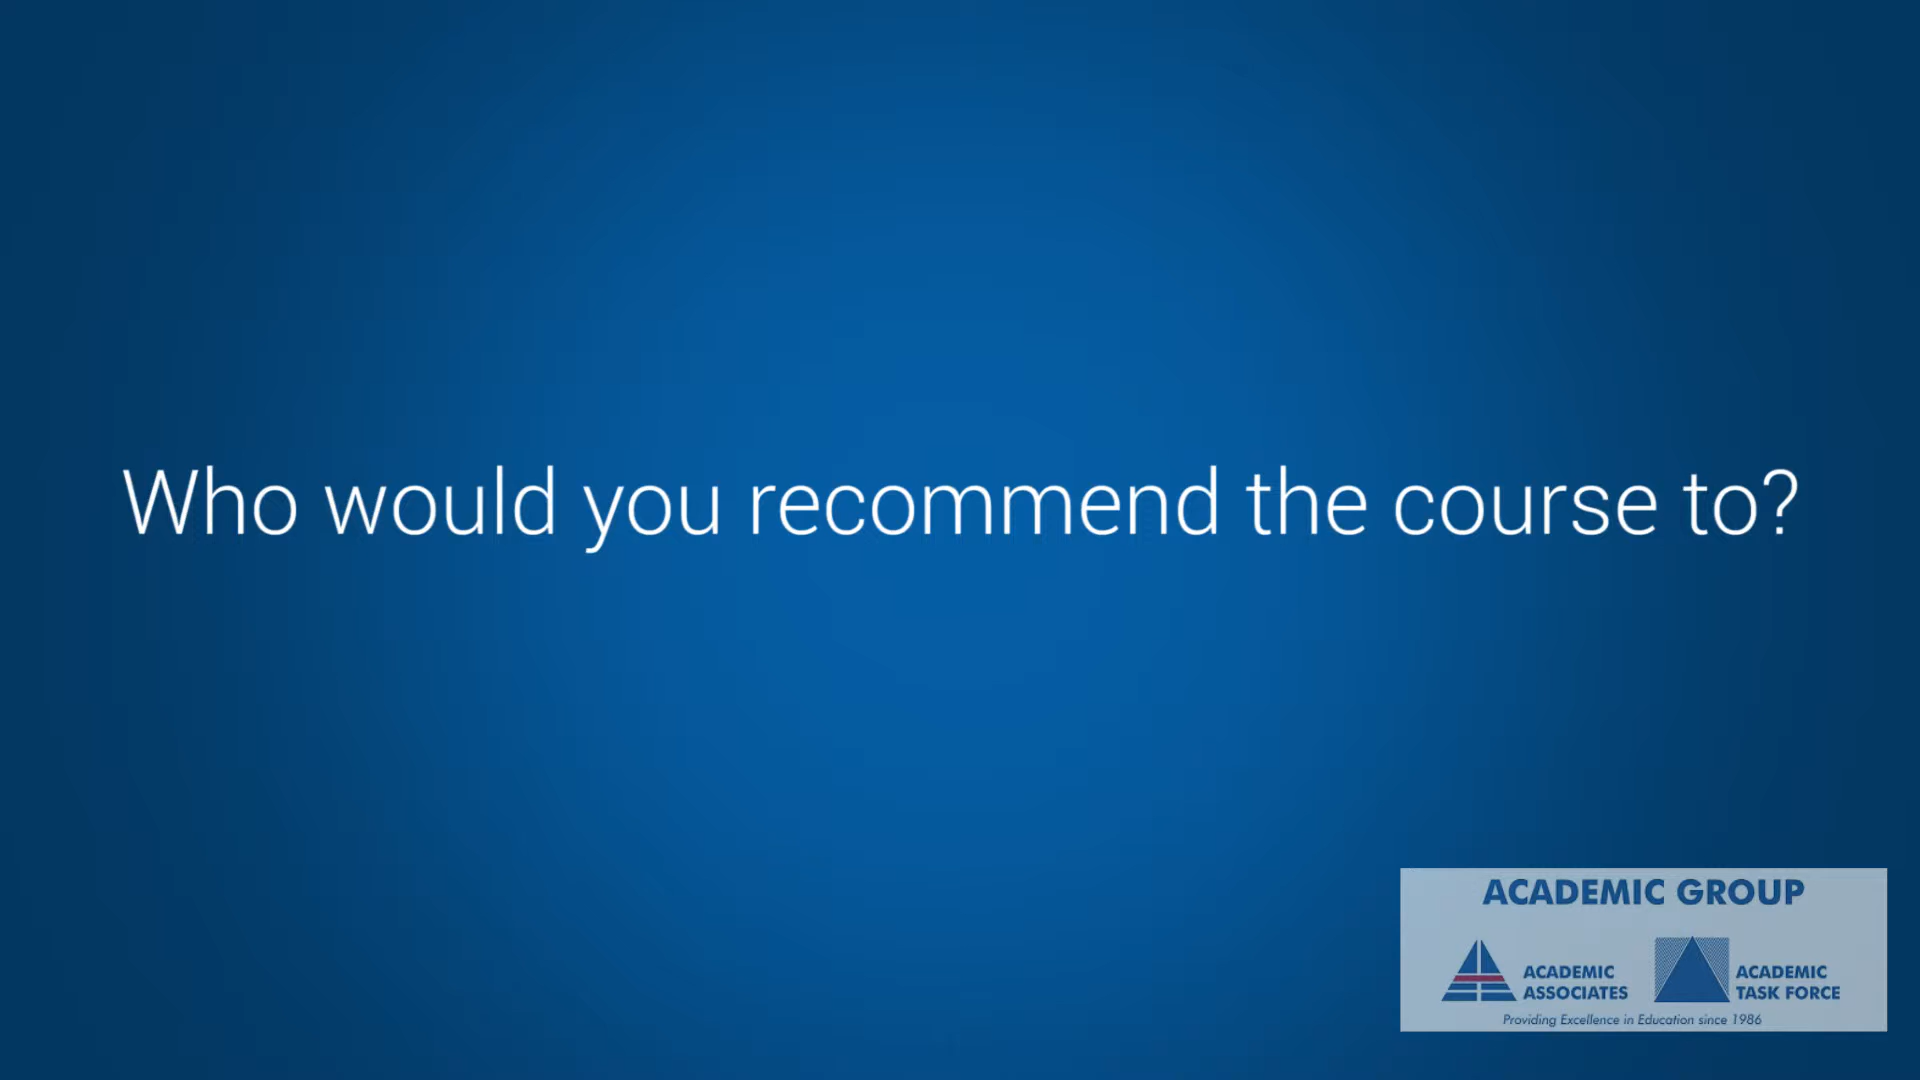 Who would you recommend the course to?
ACADEMIC GROUP
ACADEMIC
ASSOCIATES
ACADEMIC
TASK FORCE
Providing Excellence in Education since 1986